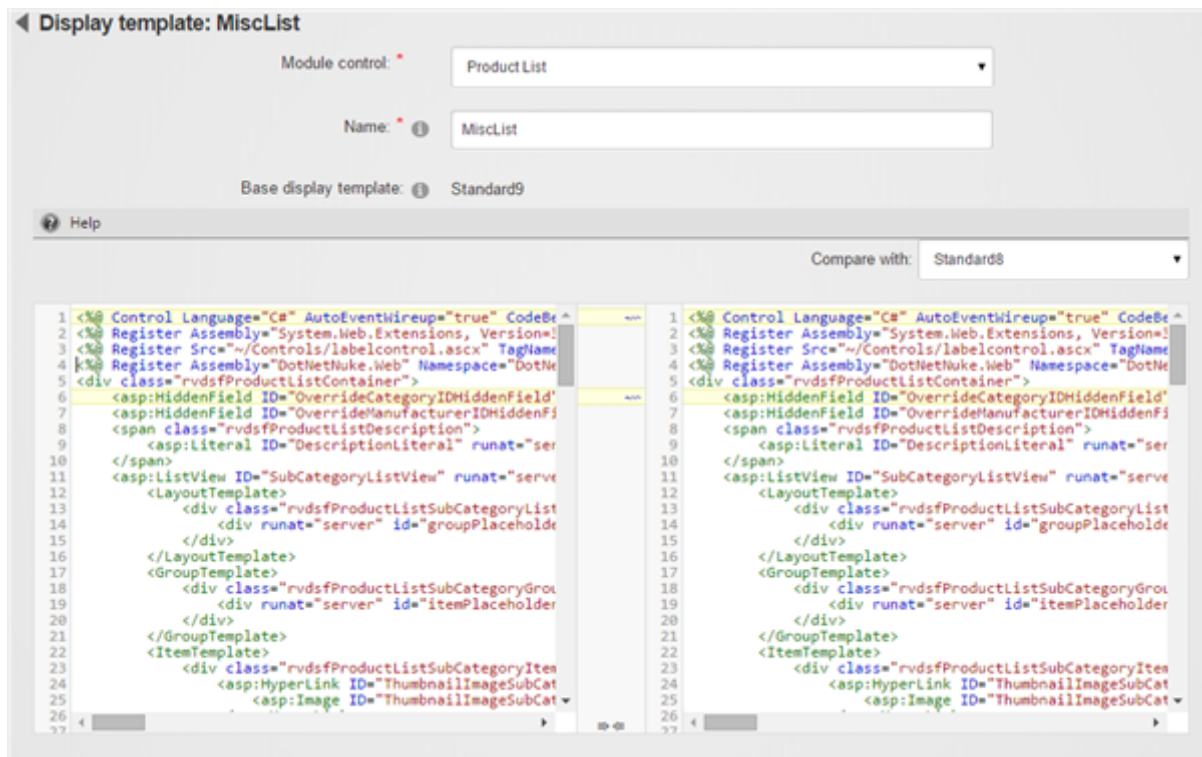 Display template: MiscList
Module control: *
Product List
Name: *
MiscList
Base display template:
Standard9
Help
Compare with:
Standard8
1 <%@ Control Language="C#" AutoEventWireup="true" CodeBe
2 <%@ Register Assembly="System.Web.Extensions, Version=3
3 <%@ Register Src="~/Controls/labelcontrol.ascx" TagName
4 <%@ Register Assembly="DotNetNuke.Web" Namespace="DotNe
5 <div class="rvdsfProductListContainer">
6 <asp:HiddenField ID="OverrideCategoryIDHiddenField"
7 <asp:HiddenField ID="OverrideManufacturerIDHiddenFi
8 <span class="rvdsfProductListDescription">
9 <asp:Literal ID="DescriptionLiteral" runat="ser
10 </span>
11 <asp:ListView ID="SubCategoryListView" runat="serve
12 <LayoutTemplate>
13 <div class="rvdsfProductListSubCategoryList
14 <div runat="server" id="groupPlaceholde
15 </div>
16 </LayoutTemplate>
17 <GroupTemplate>
18 <div class="rvdsfProductListSubCategoryGrou
19 <div runat="server" id="itemPlaceholder
20 </div>
21 </GroupTemplate>
22 <ItemTemplate>
23 <div class="rvdsfProductListSubCategoryItem
24 <asp:HyperLink ID="ThumbnailImageSubCat
25 <asp:Image ID="ThumbnailImageSubCat
26
27
1 <%@ Control Language="C#" AutoEventWireup="true" CodeBe
2 <%@ Register Assembly="System.Web.Extensions, Version=3
3 <%@ Register Src="~/Controls/labelcontrol.ascx" TagName
4 <%@ Register Assembly="DotNetNuke.Web" Namespace="DotNe
5 <div class="rvdsfProductListContainer">
6 <asp:HiddenField ID="OverrideCategoryIDHiddenField"
7 <asp:HiddenField ID="OverrideManufacturerIDHiddenFi
8 <span class="rvdsfProductListDescription">
9 <asp:Literal ID="DescriptionLiteral" runat="ser
10 </span>
11 <asp:ListView ID="SubCategoryListView" runat="serve
12 <LayoutTemplate>
13 <div class="rvdsfProductListSubCategoryList
14 <div runat="server" id="groupPlaceholde
15 </div>
16 </LayoutTemplate>
17 <GroupTemplate>
18 <div class="rvdsfProductListSubCategoryGrou
19 <div runat="server" id="itemPlaceholder
20 </div>
21 </GroupTemplate>
22 <ItemTemplate>
23 <div class="rvdsfProductListSubCategoryItem
24 <asp:HyperLink ID="ThumbnailImageSubCat
25 <asp:Image ID="ThumbnailImageSubCat
26
27